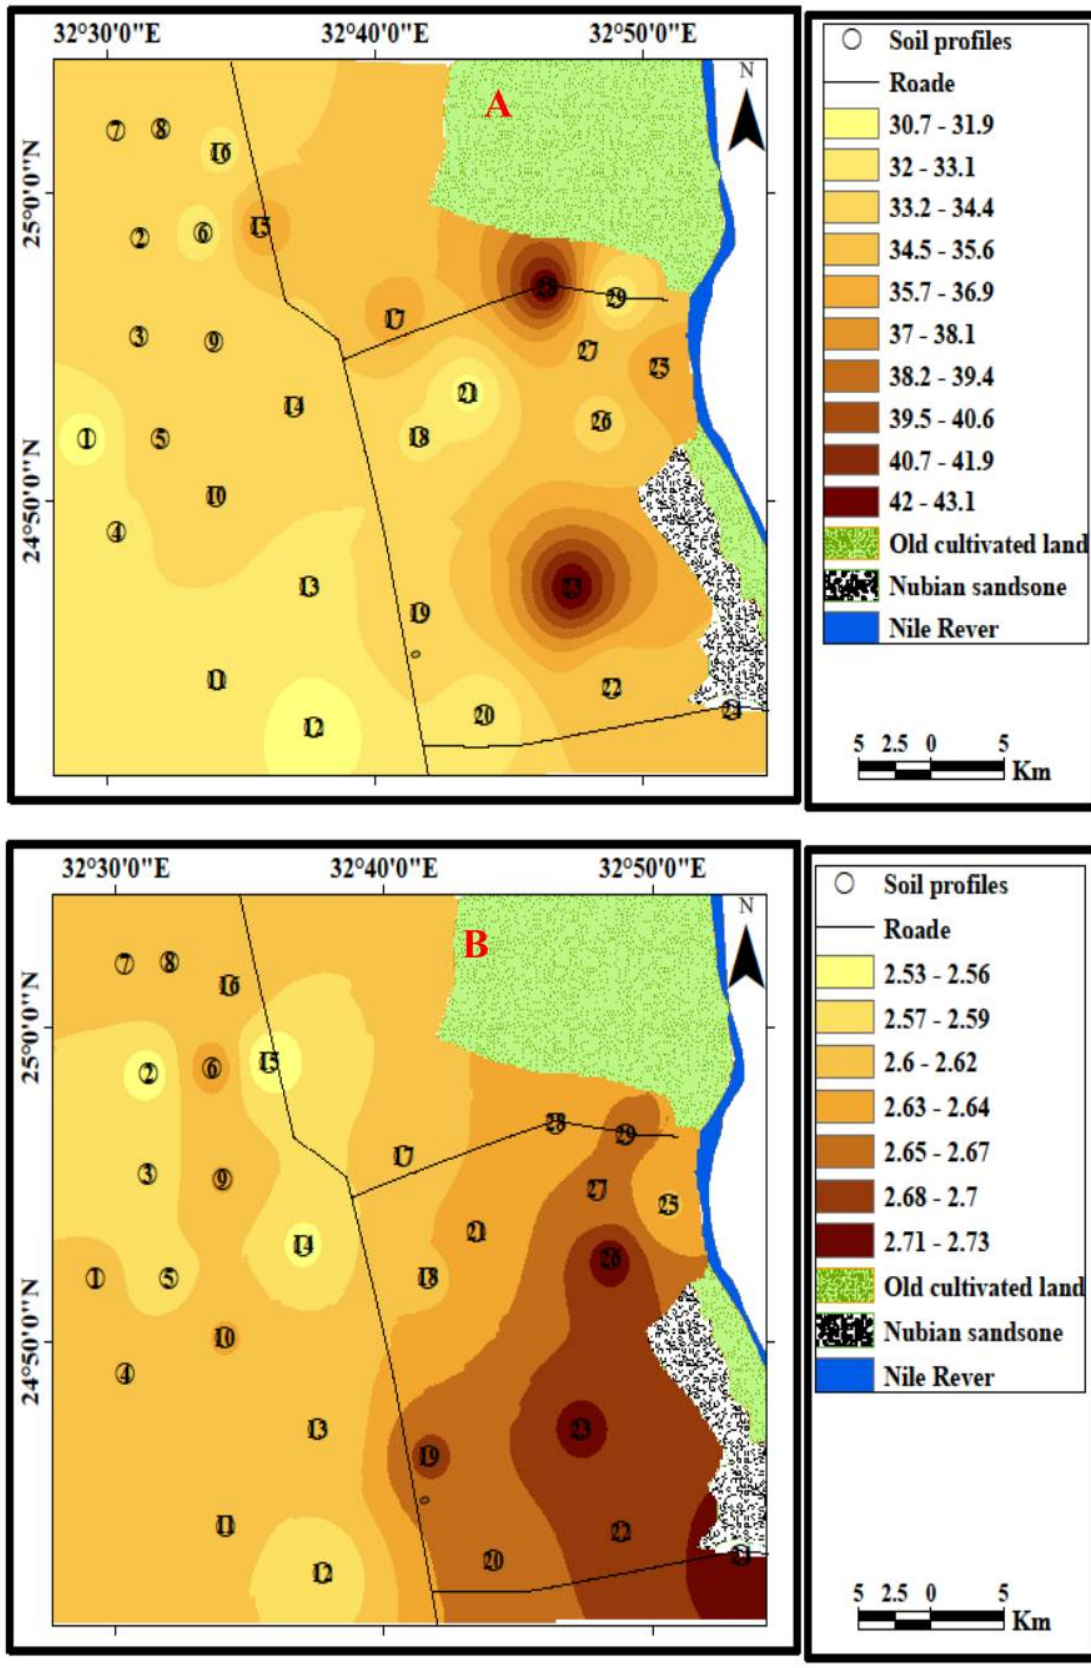 32°30'0"E 32°40'0"E 32°50'0"E
25°0'0"N
24°50'0"N
A
N
7 8 16
15
2 6
28 29
17
3 9
27
25
21
14
26
1 5 18
10
4
13 23
19
11 22
24
12 20
Soil profiles
Roade
30.7 - 31.9
32 - 33.1
33.2 - 34.4
34.5 - 35.6
35.7 - 36.9
37 - 38.1
38.2 - 39.4
39.5 - 40.6
40.7 - 41.9
42 - 43.1
Old cultivated land
Nubian sandsone
Nile Rever
5 2.5 0 5
Km
32°30'0"E 32°40'0"E 32°50'0"E
25°0'0"N
24°50'0"N
B
N
7 8
16
15
2 6
28
29
17
3 9
27
25
21
14
26
1 5 18
10
4
13 23
19
11 22
24
20
12
Soil profiles
Roade
2.53 - 2.56
2.57 - 2.59
2.6 - 2.62
2.63 - 2.64
2.65 - 2.67
2.68 - 2.7
2.71 - 2.73
Old cultivated land
Nubian sandsone
Nile Rever
5 2.5 0 5
Km